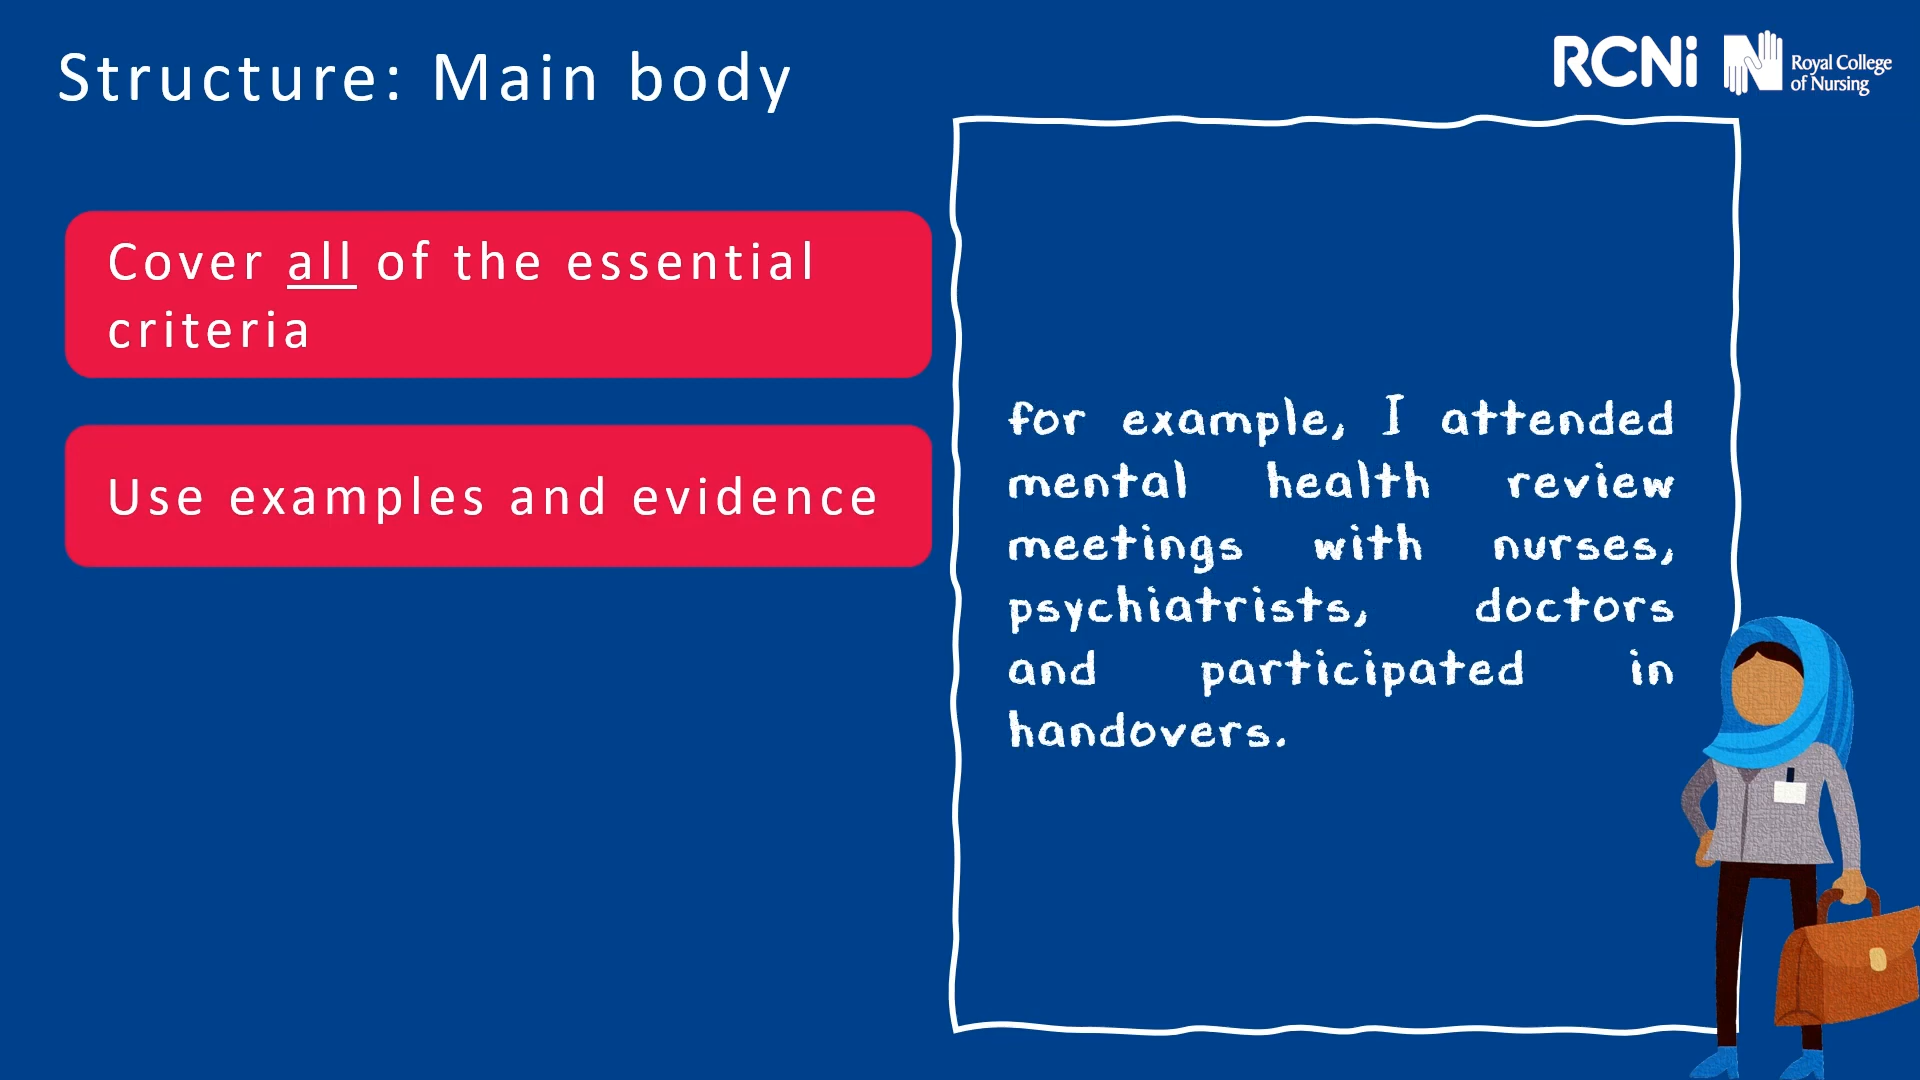 Structure: Main body
RCNi
Royal College
of Nursing
Cover all of the essential
criteria
Use examples and evidence
for example, I attended
mental health review
meetings with nurses,
psychiatrists, doctors
and participated in
handovers.